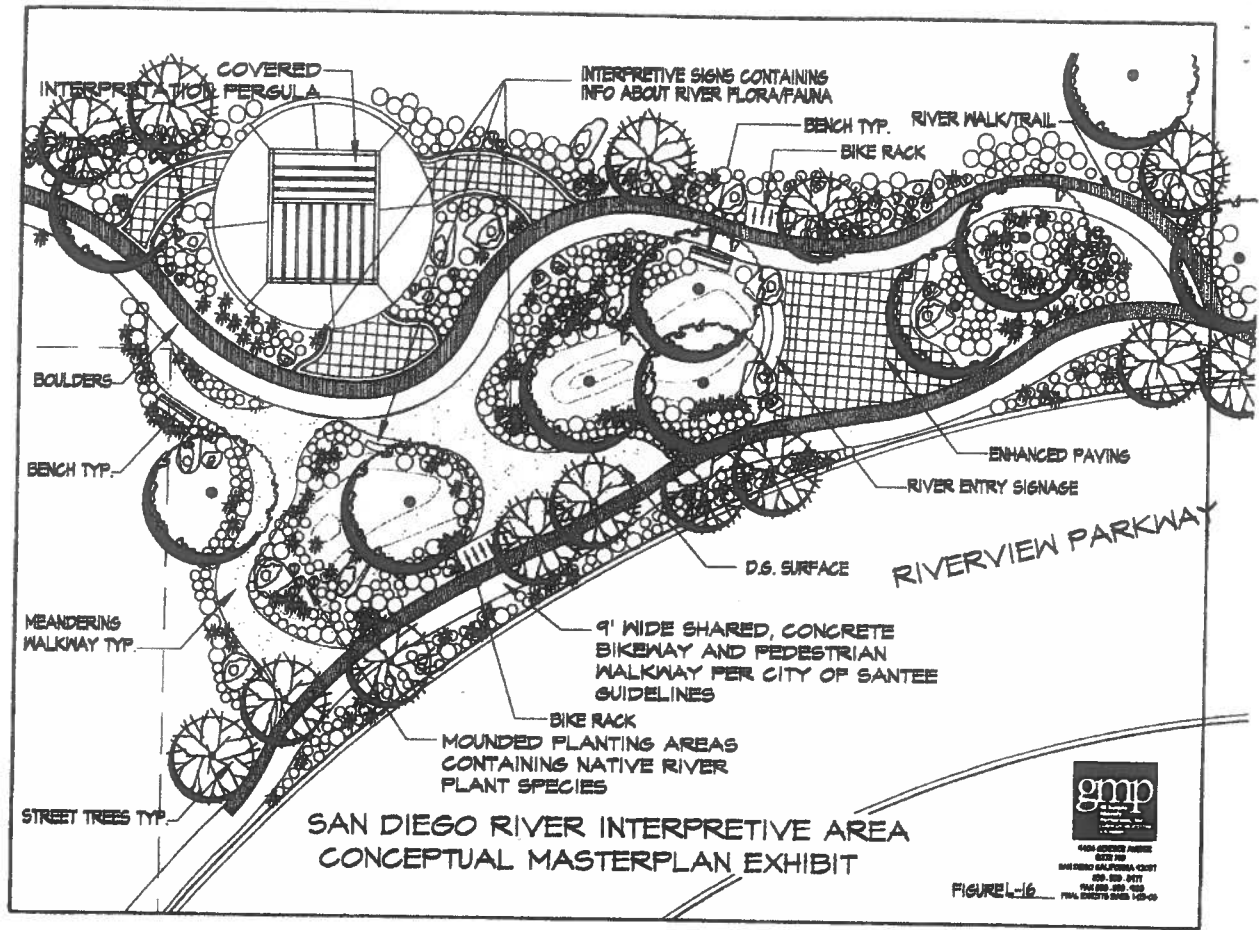 COVERED
INTERPRETATION PERGULA
INTERPRETIVE SIGNS CONTAINING
INFO ABOUT RIVER FLORA/FAUNA
BENCH TYP.
RIVER WALK/TRAIL
BIKE RACK
BOULDERS
BENCH TYP.
ENHANCED PAVING
RIVER ENTRY SIGNAGE
RIVERVIEW PARKWAY
D.G. SURFACE
MEANDERING
WALKWAY TYP.
9' WIDE SHARED, CONCRETE
BIKEWAY AND PEDESTRIAN
WALKWAY PER CITY OF SANTEE
GUIDELINES
BIKE RACK
MOUNDED PLANTING AREAS
CONTAINING NATIVE RIVER
PLANT SPECIES
STREET TREES TYP.
SAN DIEGO RIVER INTERPRETIVE AREA
CONCEPTUAL MASTERPLAN EXHIBIT
gmp
SAN DIEGO CALIFORNIA
FIGURE L-16